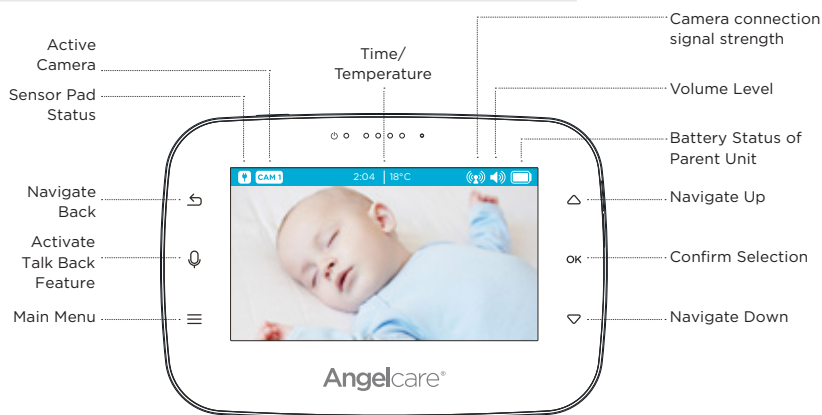 Active
Camera
Sensor Pad
Status
Time/
Temperature
Camera connection
signal strength
Volume Level
Battery Status of
Parent Unit
CAM 1
2:04 | 18°C
Navigate
Back
Activate
Talk Back
Feature
Main Menu
Navigate Up
OK
Confirm Selection
Navigate Down
Angelcare®